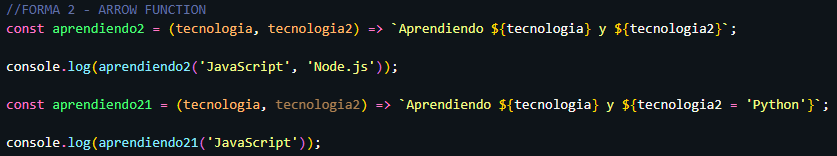 //FORMA 2 - ARROW FUNCTION
const aprendiendo2 = (tecnologia, tecnologia2) => `Aprendiendo ${tecnologia} y ${tecnologia2}`;
console.log(aprendiendo2('JavaScript', 'Node.js'));
const aprendiendo21 = (tecnologia, tecnologia2) => `Aprendiendo ${tecnologia} y ${tecnologia2 = 'Python'}`;
console.log(aprendiendo21('JavaScript'));